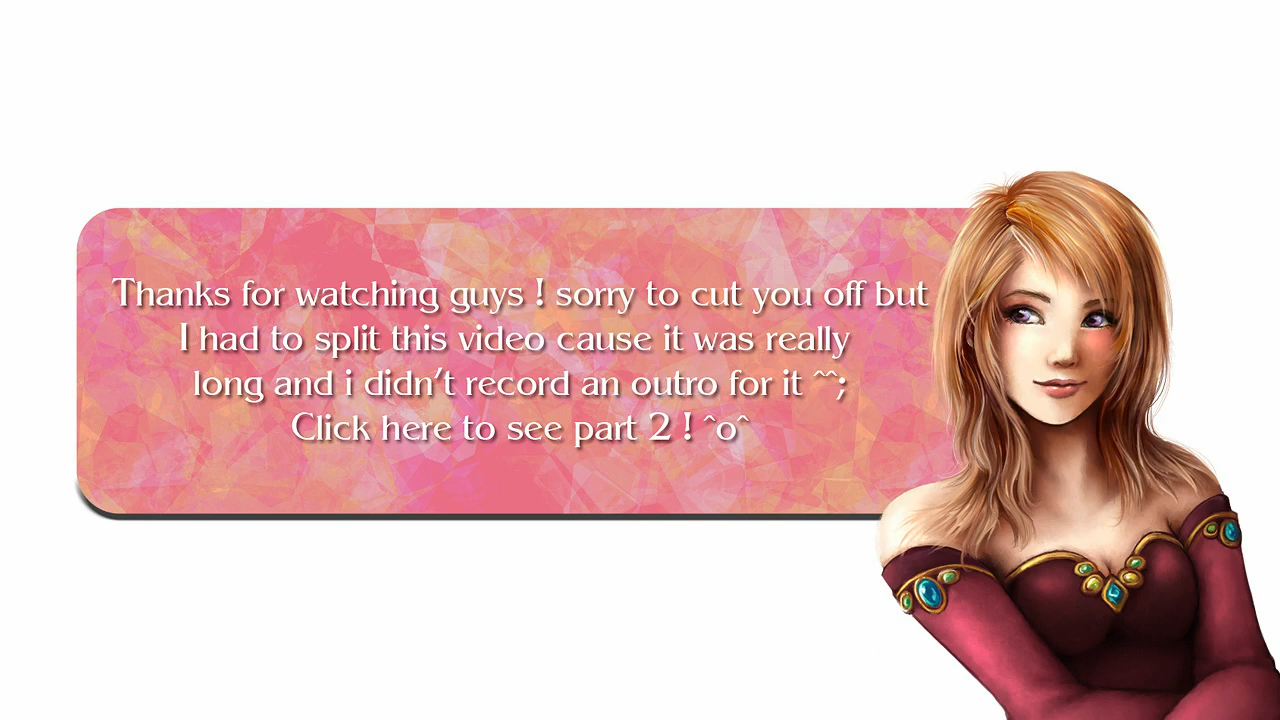 Thanks for watching guys ! sorry to cut you off but
I had to split this video cause it was really
long and i didn't record an outro for it ^^;
Click here to see part 2 ! ^o^